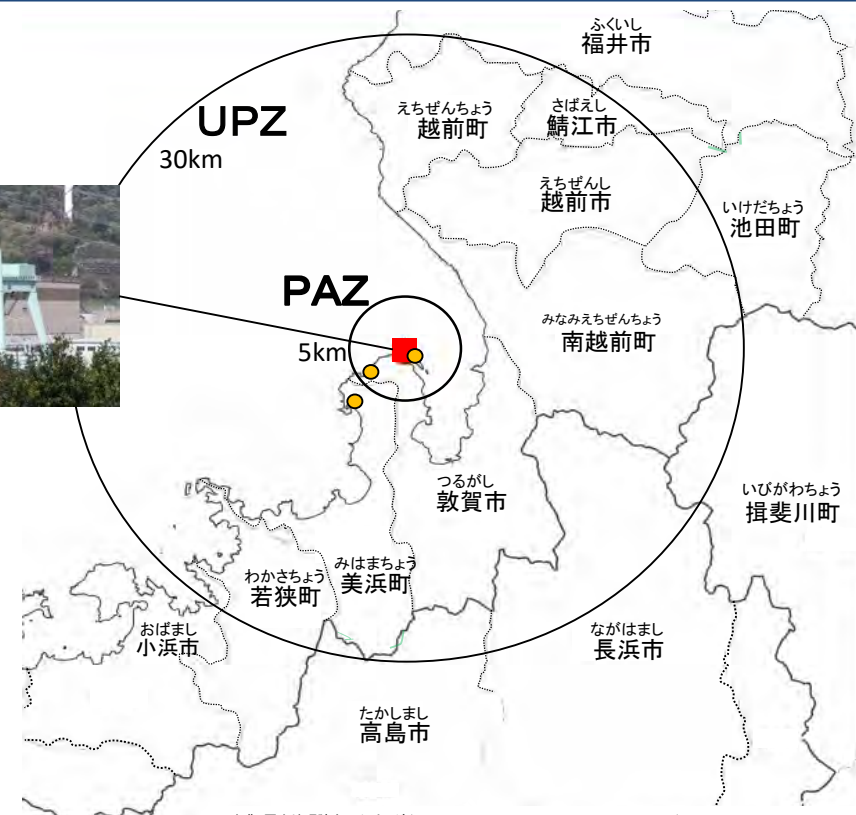 ふくいし
福井市
UPZ
30km
えちぜんちょう
越前町
さばえし
鯖江市
えちぜんし
越前市
いけだちょう
池田町
PAZ
5km
みなみえちぜんちょう
南越前町
つるがし
敦賀市
いびがわちょう
揖斐川町
みはまちょう
美浜町
わかさちょう
若狭町
おばまし
小浜市
ながはまし
長浜市
たかしまし
高島市